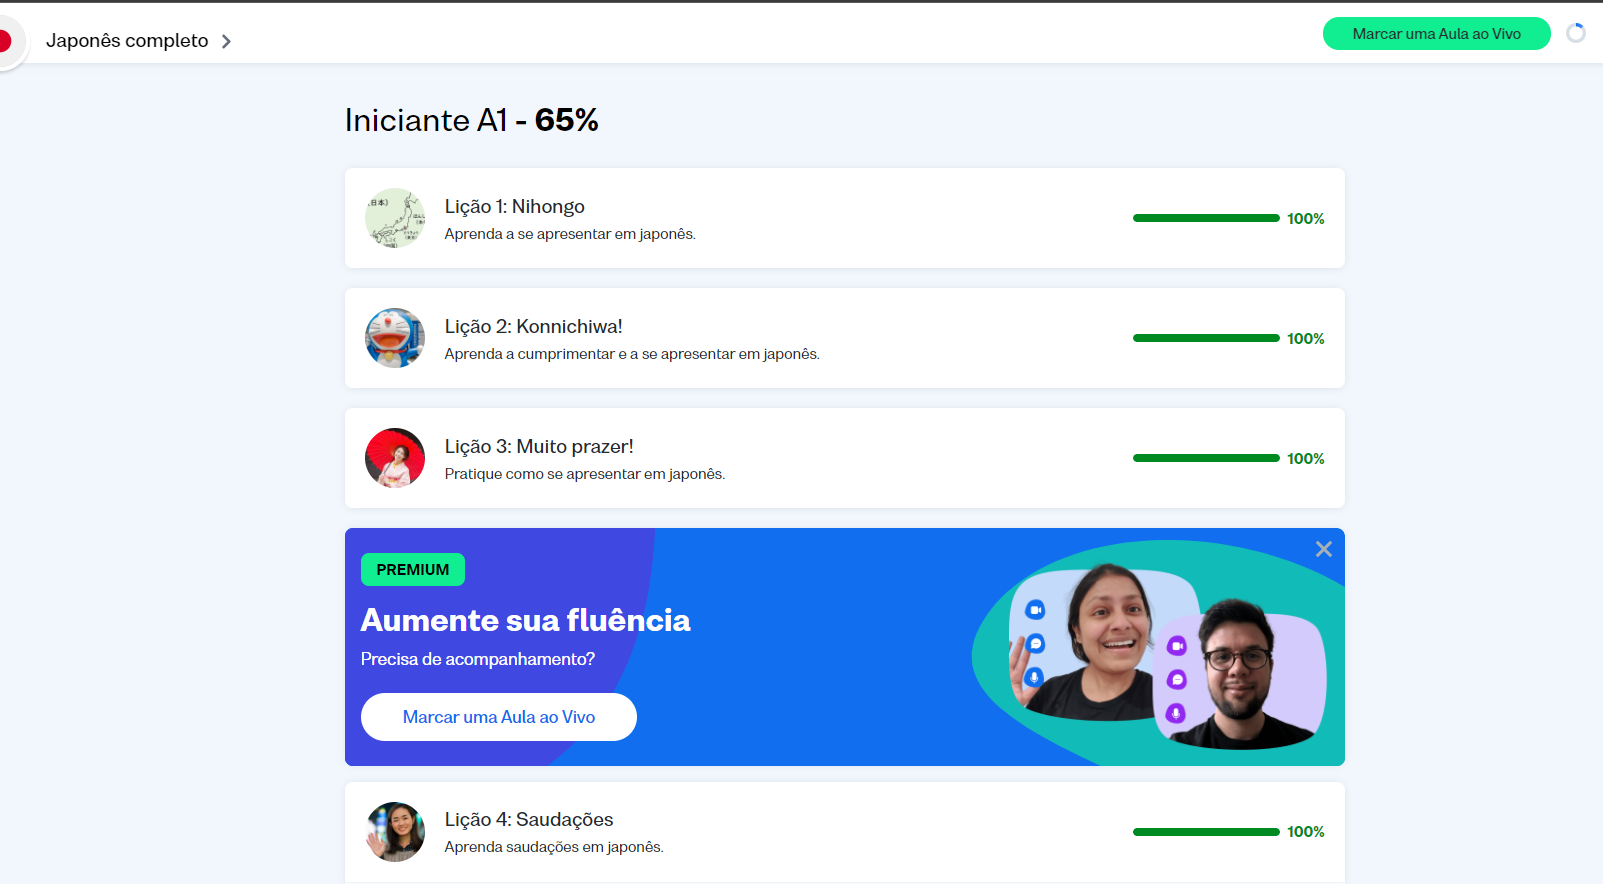 Japonês completo
Marcar uma Aula ao Vivo
Iniciante A1 - 65%
Lição 1: Nihongo
Aprenda a se apresentar em japonês.
100%
Lição 2: Konnichiwa!
Aprenda a cumprimentar e a se apresentar em japonês.
100%
Lição 3: Muito prazer!
Pratique como se apresentar em japonês.
100%
PREMIUM
Aumente sua fluência
Precisa de acompanhamento?
Marcar uma Aula ao Vivo
Lição 4: Saudações
Aprenda saudações em japonês.
100%